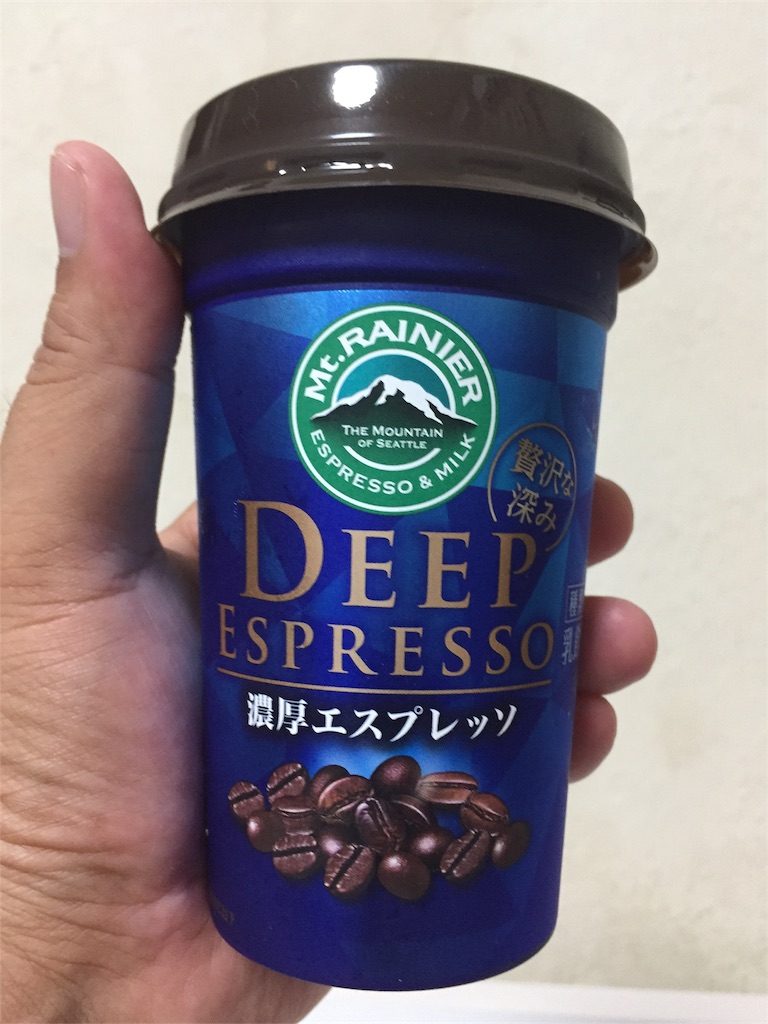 Mt. RAINIER
THE MOUNTAIN
OF SEATTLE
ESPRESSO & MILK
贅沢な
深み
DEEP
ESPRESSO
濃厚エスプレッソ